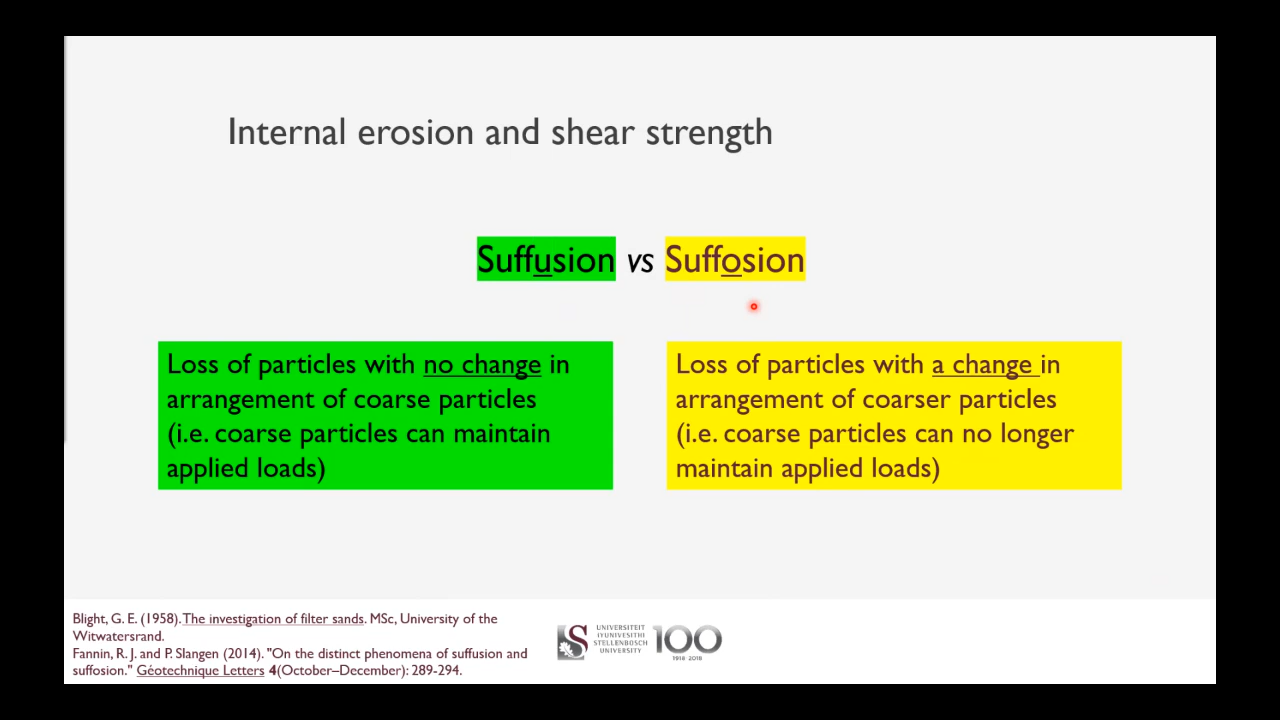 Internal erosion and shear strength
Suffusion vs Suffosion
Loss of particles with no change in
arrangement of coarse particles
(i.e. coarse particles can maintain
applied loads)
Loss of particles with a change in
arrangement of coarser particles
(i.e. coarse particles can no longer
maintain applied loads)
Blight, G. E. (1958). The investigation of filter sands. MSc, University of the
Witwatersrand.
Fannin, R. J. and P. Slangen (2014). "On the distinct phenomena of suffusion and
suffosion." Géotechnique Letters 4(October–December): 289-294.
UNIVERSITEIT
IYUNIVESITHI
STELLENBOSCH
UNIVERSITY
100
1918 2018